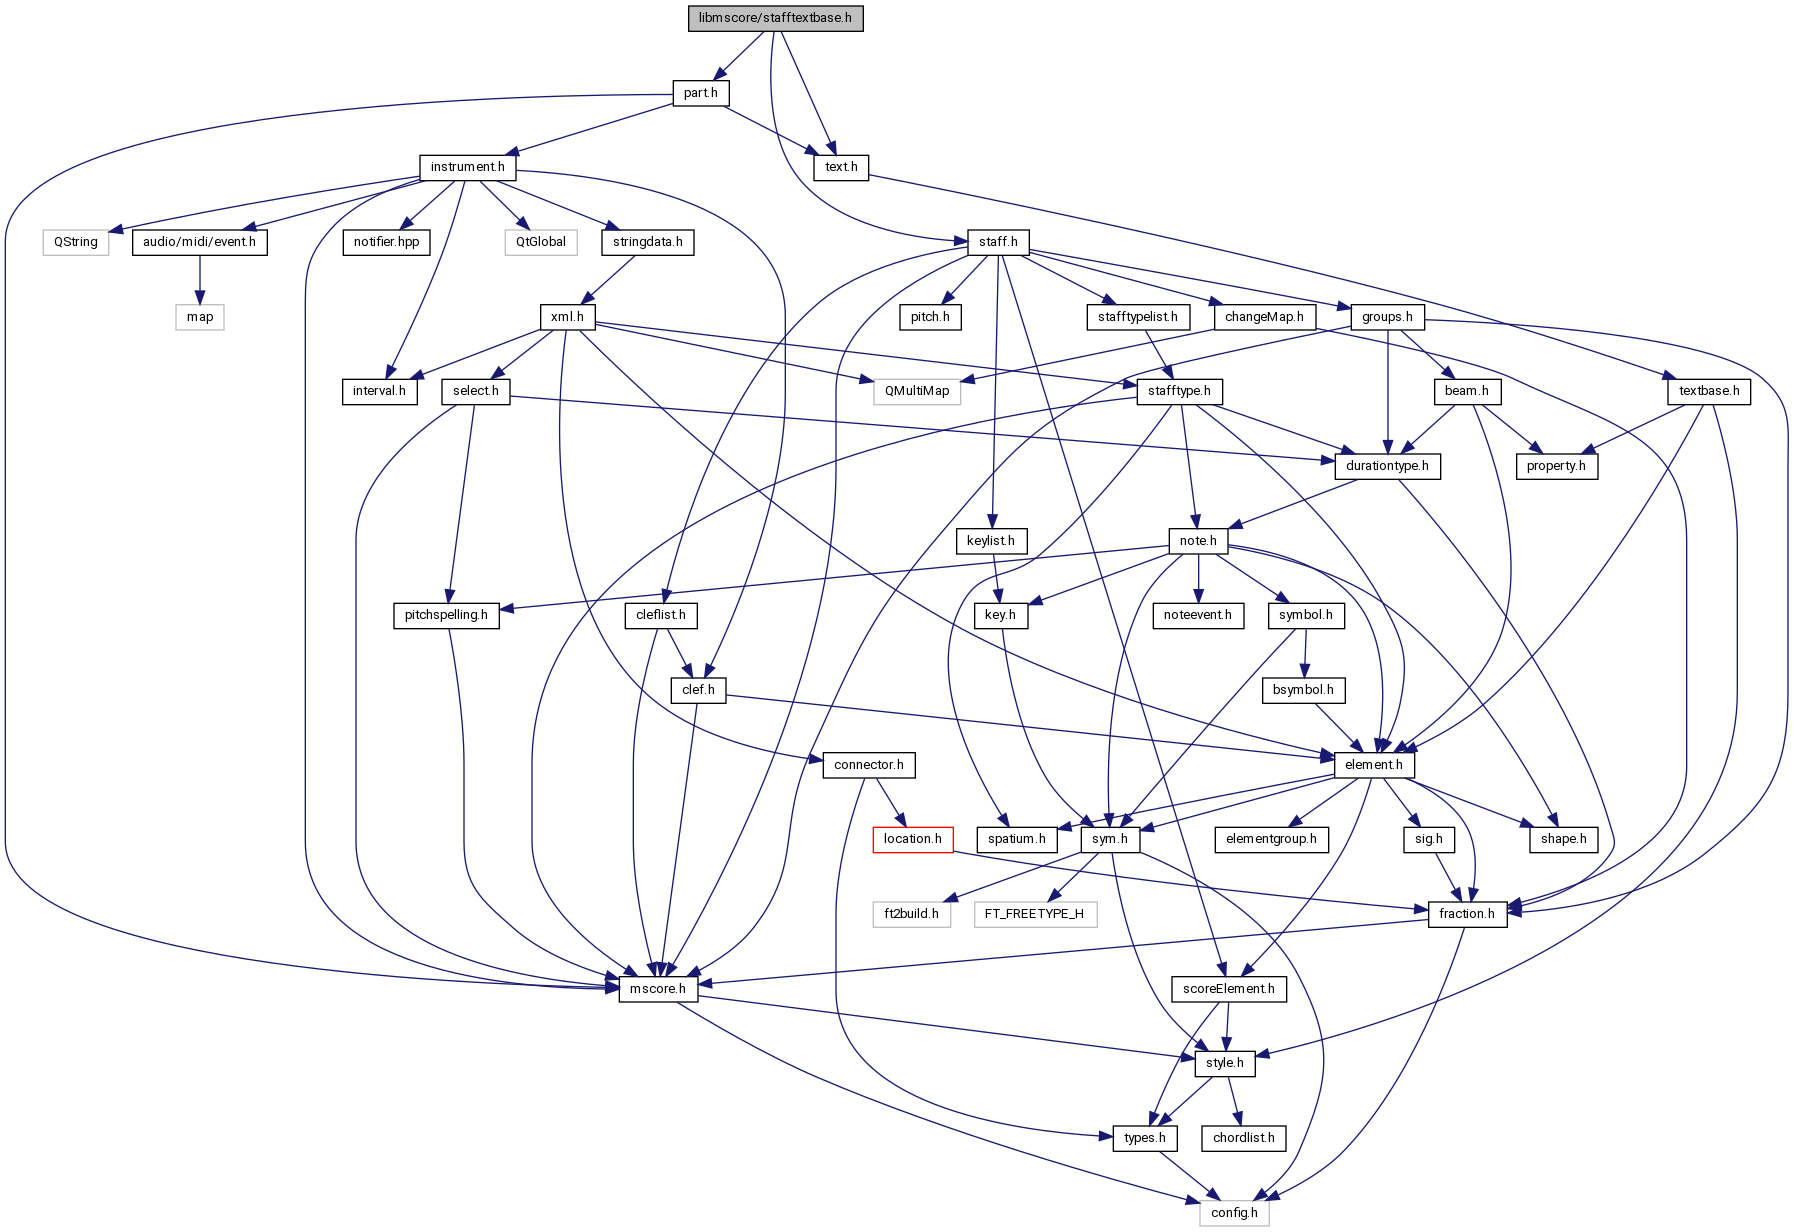 libmscore/stafftextbase.h
part.h
instrument.h
text.h
QString
audio/midi/event.h
notifier.hpp
QtGlobal
stringdata.h
staff.h
map
xml.h
pitch.h
stafftypelist.h
changeMap.h
groups.h
interval.h
select.h
QMultiMap
stafftype.h
beam.h
textbase.h
durationtype.h
property.h
keylist.h
note.h
pitchspelling.h
cleflist.h
key.h
noteevent.h
symbol.h
clef.h
bsymbol.h
connector.h
element.h
location.h
spatium.h
sym.h
elementgroup.h
sig.h
shape.h
ft2build.h
FT_FREETYPE_H
fraction.h
mscore.h
scoreElement.h
style.h
types.h
chordlist.h
config.h